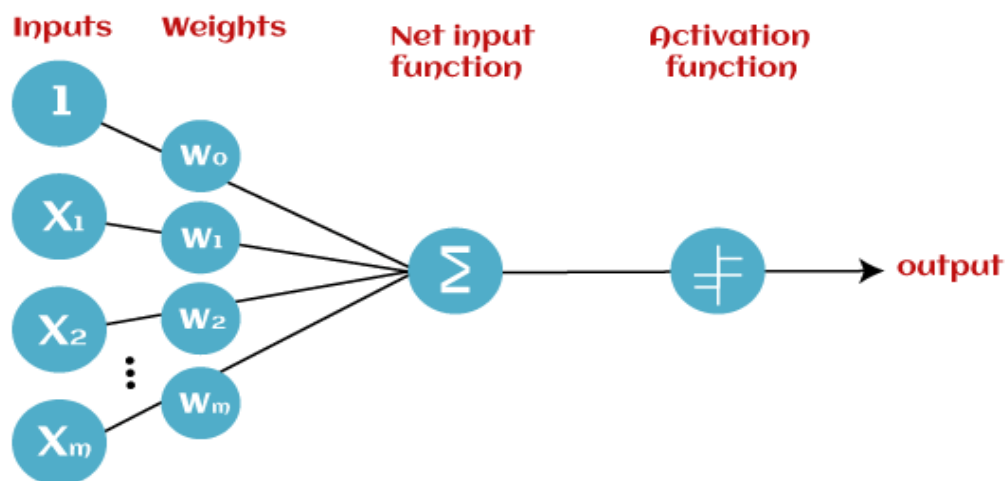 Inputs
Weights
Net input
function
Activation
function
1
w₀
X₁
w₁
Σ
output
X₂
w₂
Xₘ
wₘ